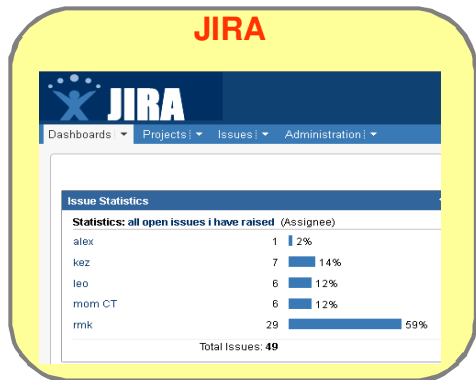 JIRA
JIRA
Dashboards Projects Issues Administration
Issue Statistics
Statistics: all open issues i have raised (Assignee)
alex 1 2%
kez 7 14%
leo 6 12%
mom CT 6 12%
rmk 29 59%
Total Issues: 49